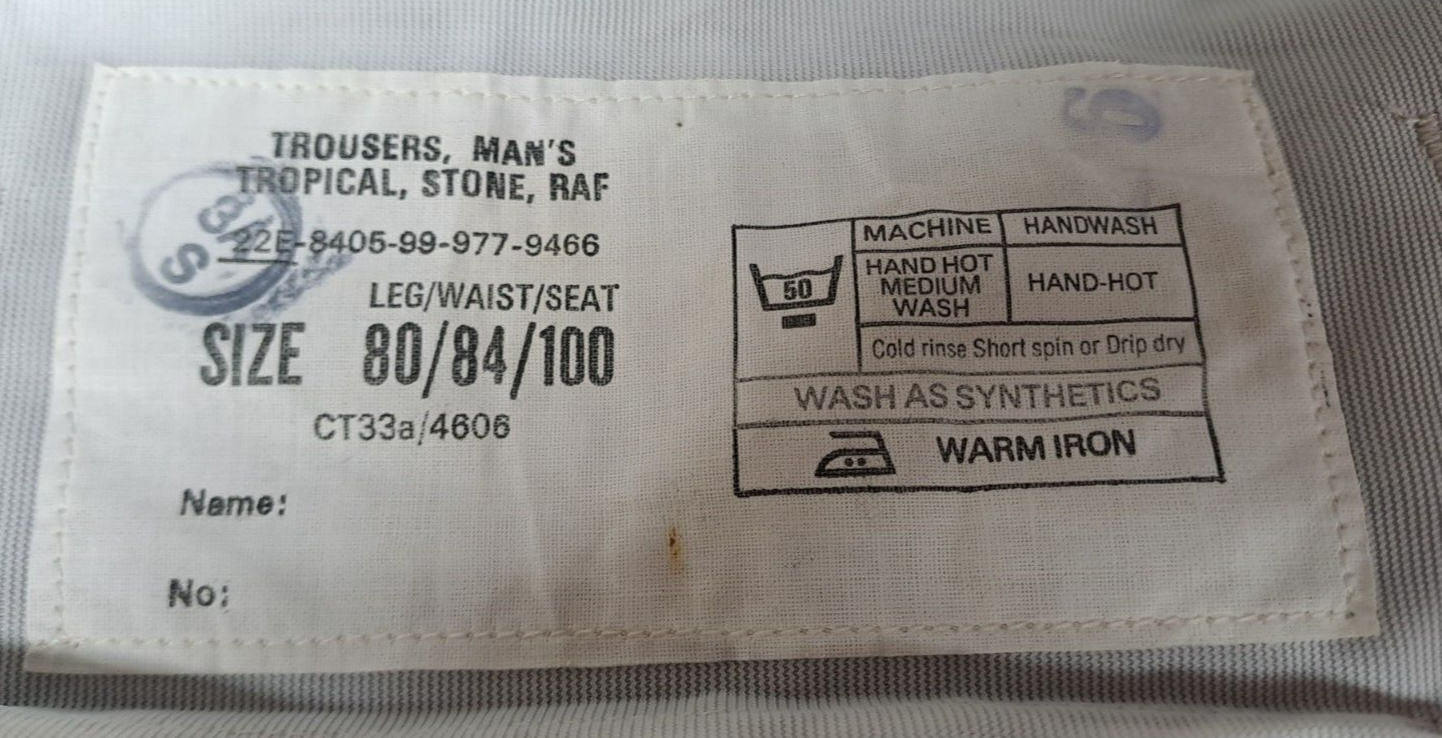 TROUSERS, MAN'S
TROPICAL, STONE, RAF
22E-8405-99-977-9466
LEG/WAIST/SEAT
SIZE 80/84/100
CT33a/4606
Name:
No:
MACHINE HANDWASH
50
HAND HOT
MEDIUM
WASH
HAND-HOT
Cold rinse Short spin or Drip dry
WASH AS SYNTHETICS
WARM IRON